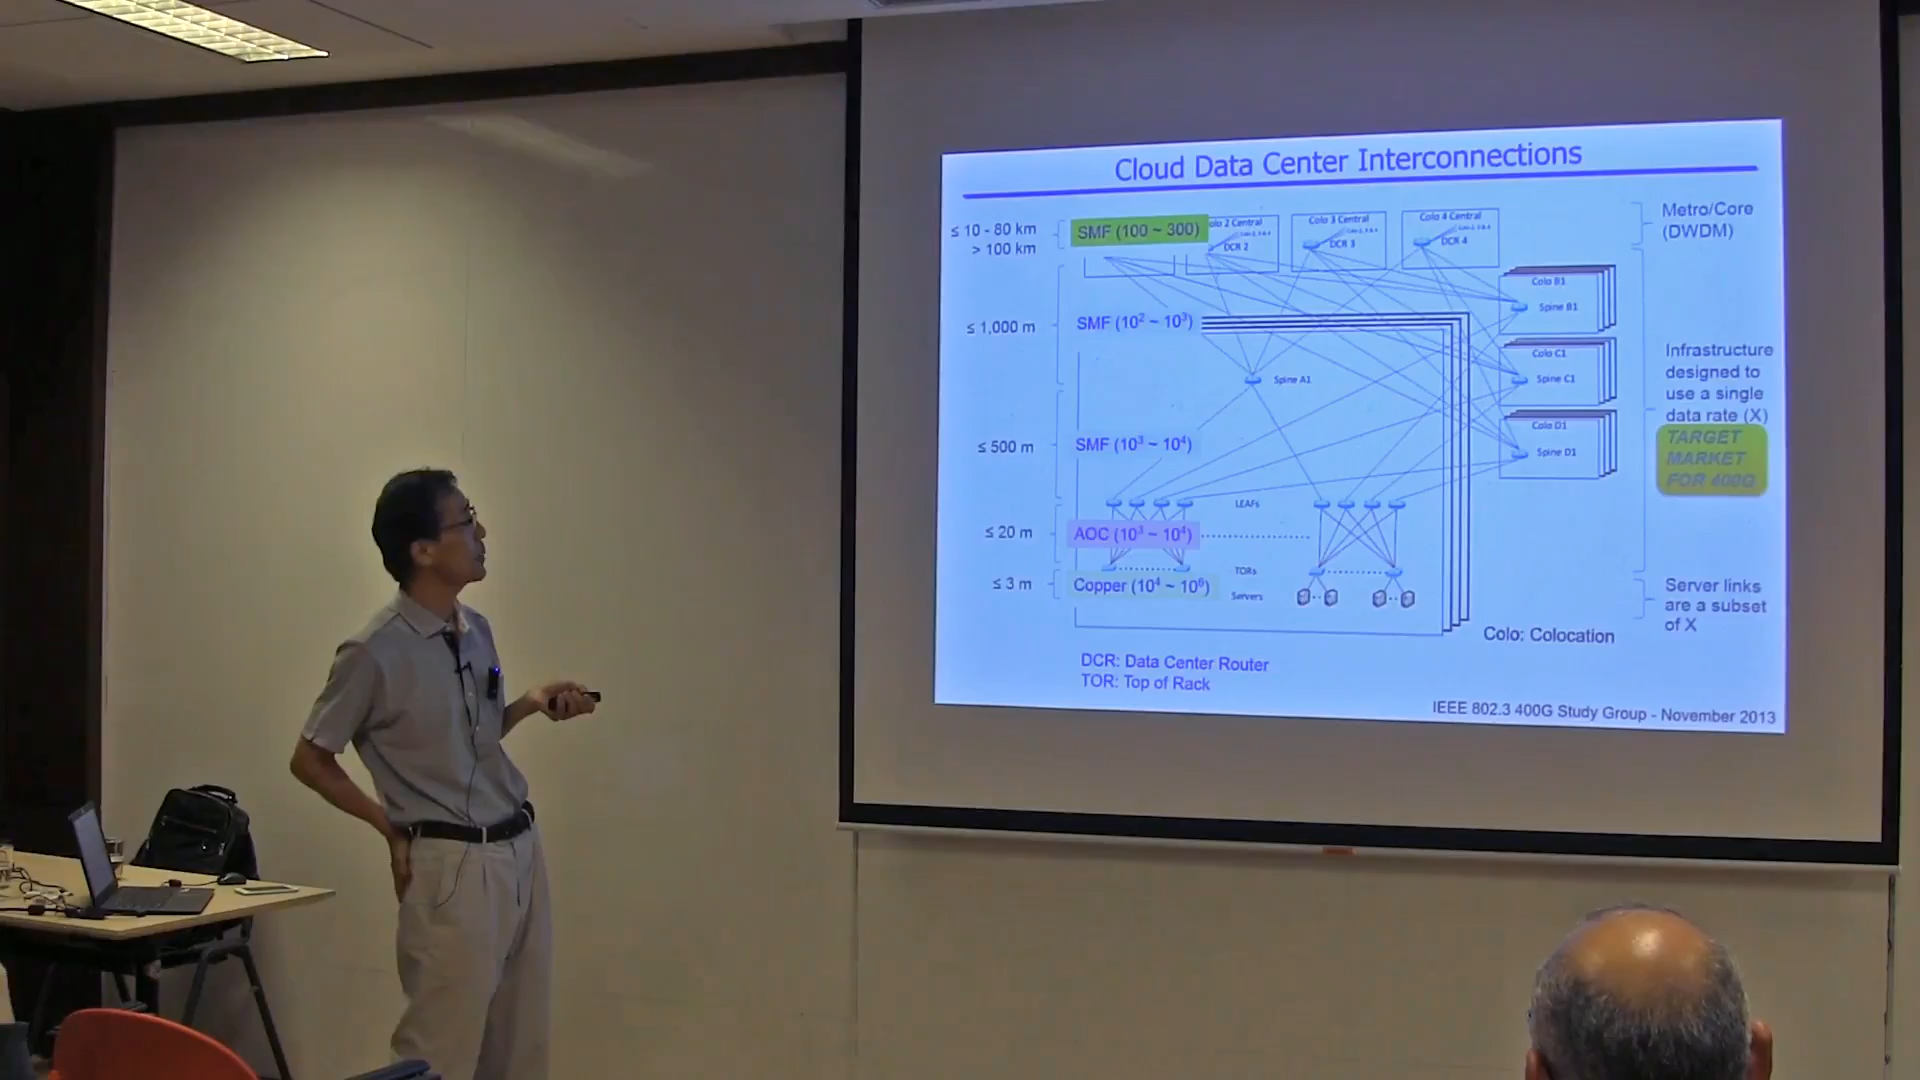 Cloud Data Center Interconnections
≤ 10 - 80 km
> 100 km
SMF (100 ~ 300)
Colo 2 Central
DCR 2
Colo 3 Central
DCR 3
Colo 4 Central
DCR 4
Metro/Core
(DWDM)
Colo B1
Spine B1
≤ 1,000 m
SMF (10² ~ 10³)
Colo C1
Spine C1
Spine A1
Infrastructure
designed to
use a single
data rate (X)
TARGET
MARKET
FOR 400G
Colo D1
Spine D1
≤ 500 m
SMF (10³ ~ 10⁴)
LEAFs
≤ 20 m
AOC (10³ ~ 10⁴)
TORs
≤ 3 m
Copper (10⁴ ~ 10⁶)
Servers
Server links
are a subset
of X
Colo: Colocation
DCR: Data Center Router
TOR: Top of Rack
IEEE 802.3 400G Study Group - November 2013